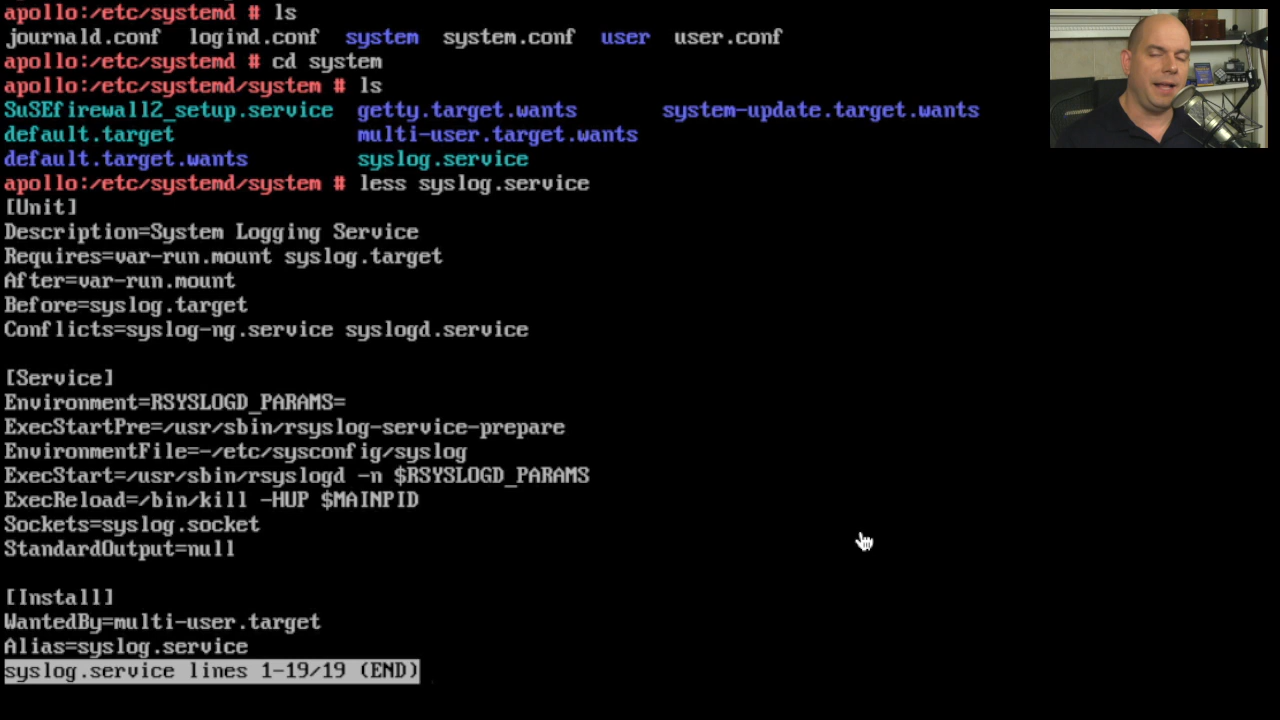 apollo:/etc/systemd # ls
journald.conf  logind.conf  system  system.conf  user  user.conf
apollo:/etc/systemd # cd system
apollo:/etc/systemd/system # ls
SuSEfirewall2_setup.service  getty.target.wants       system-update.target.wants
default.target               multi-user.target.wants
default.target.wants         syslog.service
apollo:/etc/systemd/system # less syslog.service
[Unit]
Description=System Logging Service
Requires=var-run.mount syslog.target
After=var-run.mount
Before=syslog.target
Conflicts=syslog-ng.service syslogd.service

[Service]
Environment=RSYSLOGD_PARAMS=
ExecStartPre=/usr/sbin/rsyslog-service-prepare
EnvironmentFile=-/etc/sysconfig/syslog
ExecStart=/usr/sbin/rsyslogd -n $RSYSLOGD_PARAMS
ExecReload=/bin/kill -HUP $MAINPID
Sockets=syslog.socket
StandardOutput=null

[Install]
WantedBy=multi-user.target
Alias=syslog.service
syslog.service lines 1-19/19 (END)